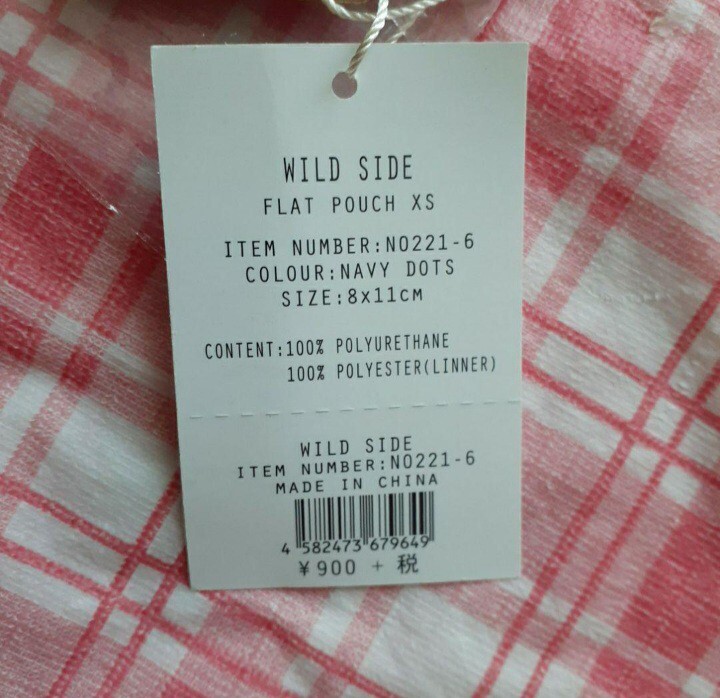 WILD SIDE
FLAT POUCH XS
ITEM NUMBER:NO221-6
COLOUR:NAVY DOTS
SIZE:8x11cm
CONTENT:100% POLYURETHANE
100% POLYESTER(LINNER)
WILD SIDE
ITEM NUMBER:NO221-6
MADE IN CHINA
4 582473 679649
¥900 + 税